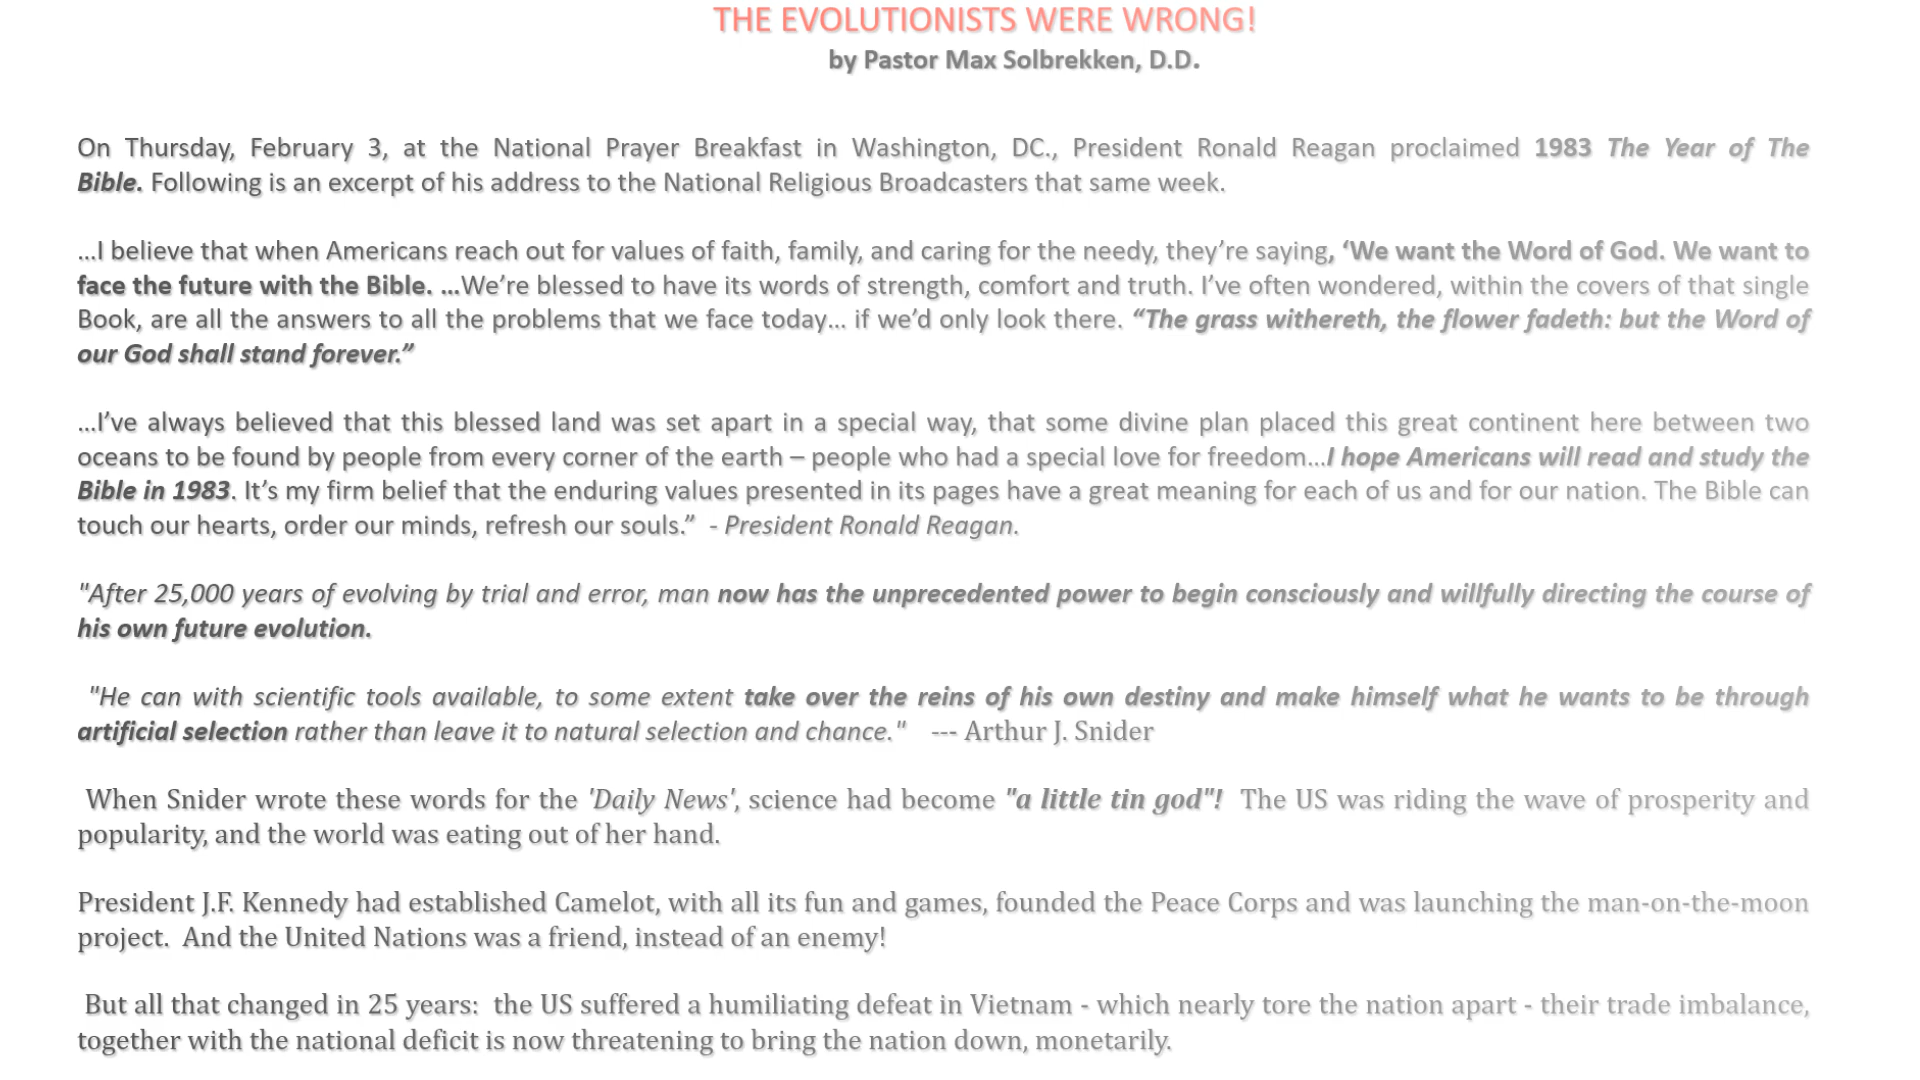 THE EVOLUTIONISTS WERE WRONG!
by Pastor Max Solbrekken, D.D.
On Thursday, February 3, at the National Prayer Breakfast in Washington, DC., President Ronald Reagan proclaimed 1983 The Year of The
Bible. Following is an excerpt of his address to the National Religious Broadcasters that same week.
...I believe that when Americans reach out for values of faith, family, and caring for the needy, they’re saying, ‘We want the Word of God. We want to
face the future with the Bible. ...We’re blessed to have its words of strength, comfort and truth. I’ve often wondered, within the covers of that single
Book, are all the answers to all the problems that we face today... if we’d only look there. “The grass withereth, the flower fadeth: but the Word of
our God shall stand forever.”
...I’ve always believed that this blessed land was set apart in a special way, that some divine plan placed this great continent here between two
oceans to be found by people from every corner of the earth – people who had a special love for freedom...I hope Americans will read and study the
Bible in 1983. It’s my firm belief that the enduring values presented in its pages have a great meaning for each of us and for our nation. The Bible can
touch our hearts, order our minds, refresh our souls.” - President Ronald Reagan.
"After 25,000 years of evolving by trial and error, man now has the unprecedented power to begin consciously and willfully directing the course of
his own future evolution.
"He can with scientific tools available, to some extent take over the reins of his own destiny and make himself what he wants to be through
artificial selection rather than leave it to natural selection and chance." --- Arthur J. Snider
When Snider wrote these words for the 'Daily News', science had become "a little tin god"! The US was riding the wave of prosperity and
popularity, and the world was eating out of her hand.
President J.F. Kennedy had established Camelot, with all its fun and games, founded the Peace Corps and was launching the man-on-the-moon
project. And the United Nations was a friend, instead of an enemy!
But all that changed in 25 years: the US suffered a humiliating defeat in Vietnam - which nearly tore the nation apart - their trade imbalance,
together with the national deficit is now threatening to bring the nation down, monetarily.